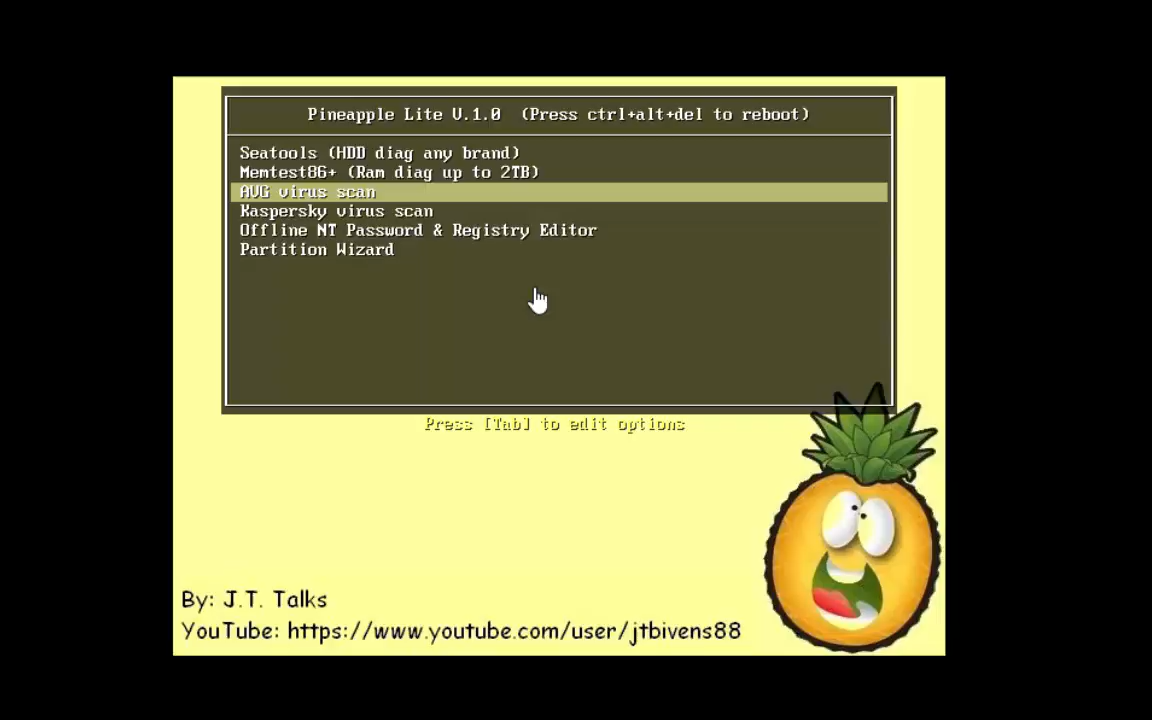 Pineapple Lite V.1.0 (Press ctrl+alt+del to reboot)
Seatools (HDD diag any brand)
Memtest86+ (Ram diag up to 2TB)
AVG virus scan
Kaspersky virus scan
Offline NT Password & Registry Editor
Partition Wizard
Press [Tab] to edit options
By: J.T. Talks
YouTube: https://www.youtube.com/user/jtbivens88